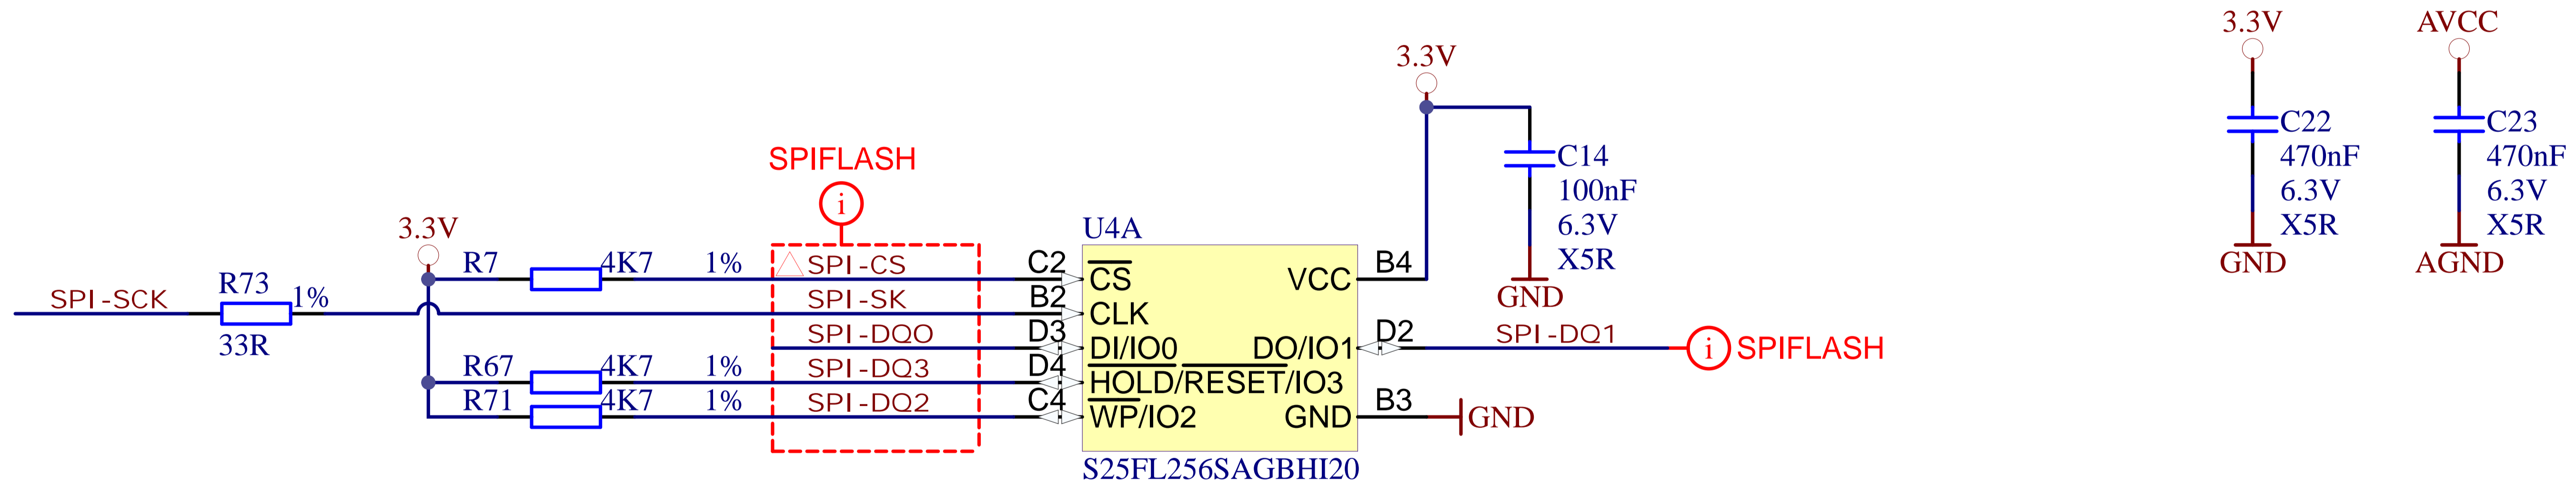 3.3V
AVCC
3.3V
C22
470nF
6.3V
X5R
GND
C23
470nF
6.3V
X5R
AGND
C14
100nF
6.3V
X5R
GND
SPIFLASH
i
3.3V
U4A
R7 4K7 1% SPI-CS C2 CS VCC B4
SPI-SCK R73 1% SPI-SK B2 CLK
33R
SPI-DQ0 D3 DI/IO0 DO/IO1 D2 SPI-DQ1 i SPIFLASH
R67 4K7 1% SPI-DQ3 D4 HOLD/RESET/IO3
R71 4K7 1% SPI-DQ2 C4 WP/IO2 GND B3 GND
S25FL256SAGBHI20